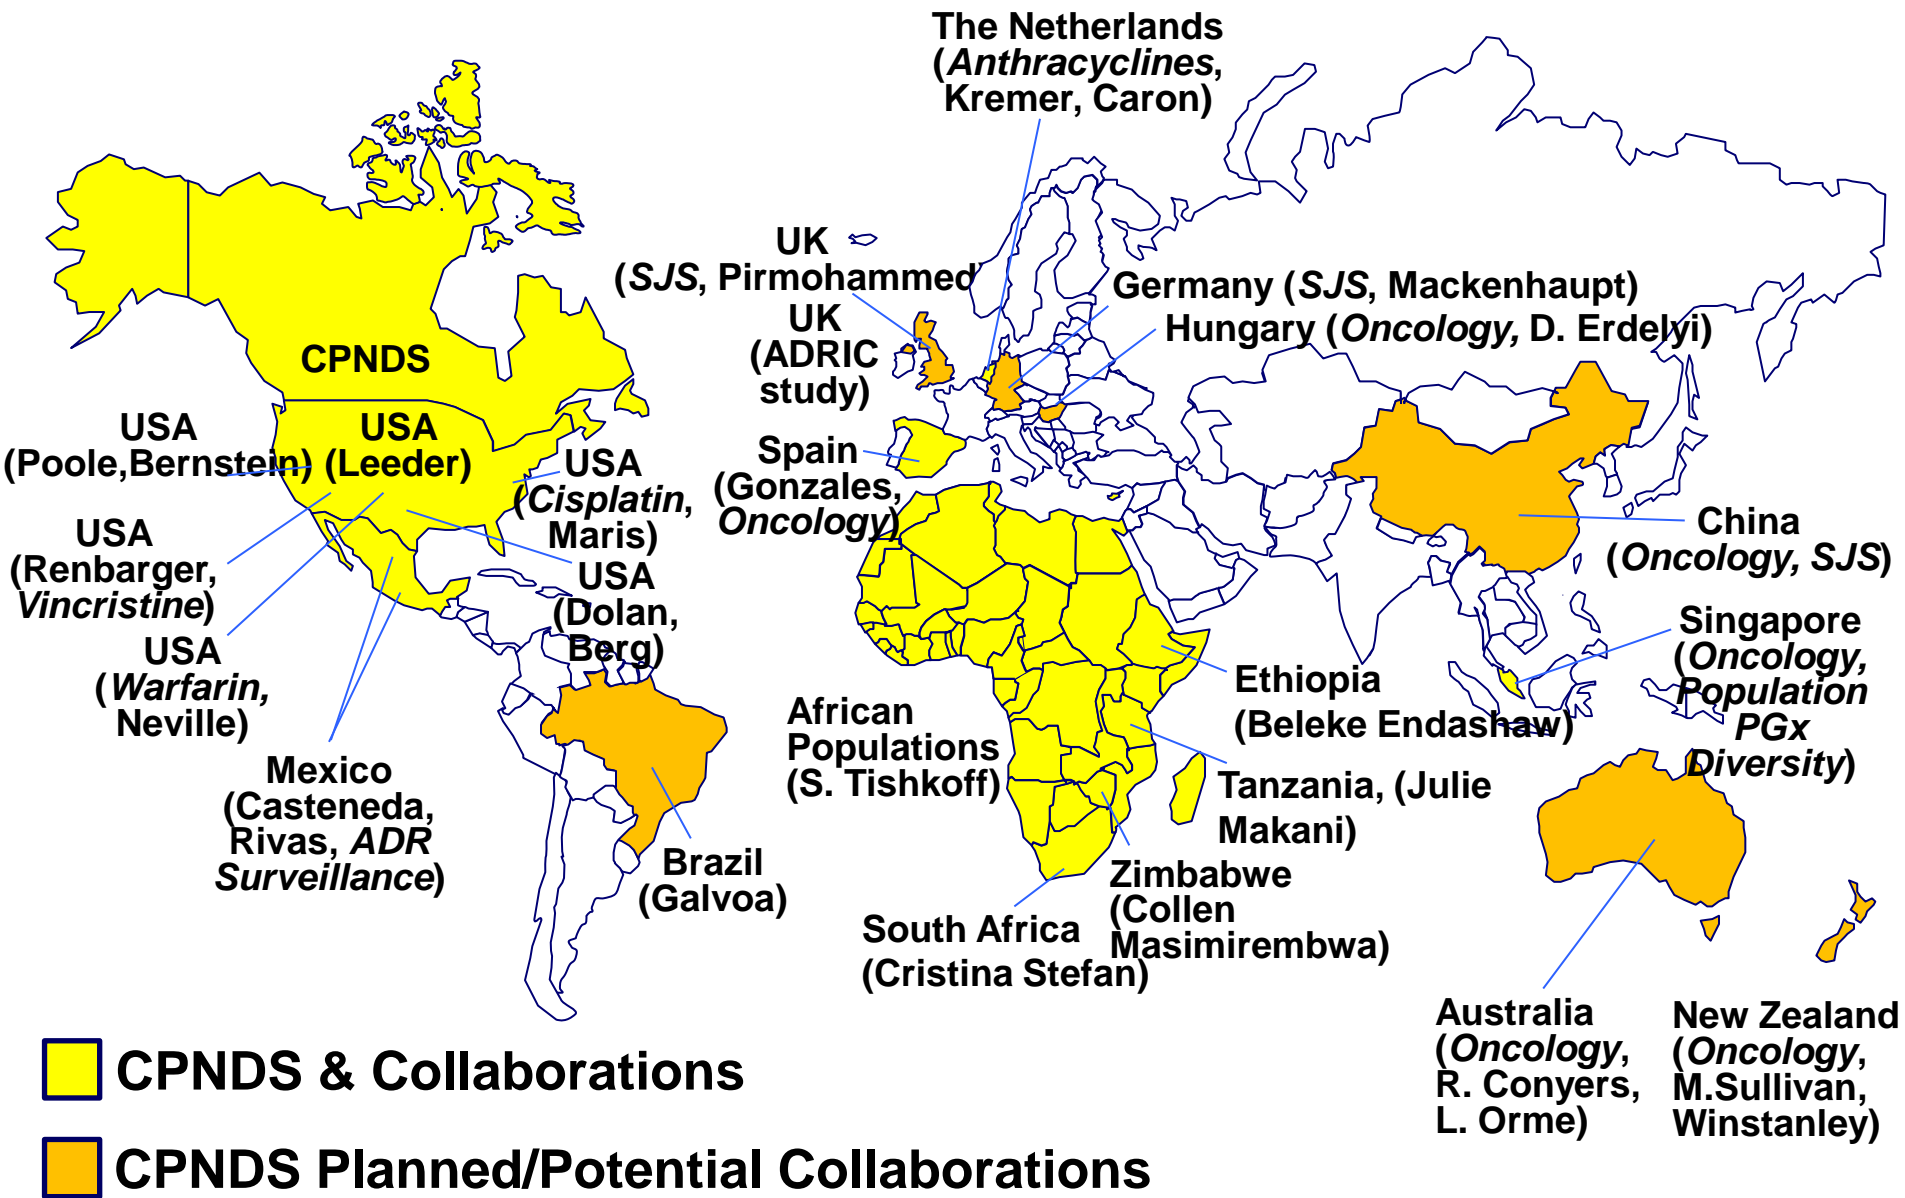 The Netherlands
(Anthracyclines,
Kremer, Caron)
UK
(SJS, Pirmohammed)
UK
(ADRIC
study)
Germany (SJS, Mackenhaupt)
Hungary (Oncology, D. Erdelyi)
CPNDS
USA
(Poole,Bernstein)
USA
(Leeder)
USA
(Cisplatin,
Maris)
Spain
(Gonzales,
Oncology)
USA
(Renbarger,
Vincristine)
USA
(Dolan,
Berg)
China
(Oncology, SJS)
USA
(Warfarin,
Neville)
Singapore
(Oncology,
Population
PGx
Diversity)
Ethiopia
(Beleke Endashaw)
African
Populations
(S. Tishkoff)
Mexico
(Casteneda,
Rivas, ADR
Surveillance)
Tanzania, (Julie
Makani)
Brazil
(Galvoa)
Zimbabwe
(Collen
Masimirembwa)
South Africa
(Cristina Stefan)
Australia
(Oncology,
R. Conyers,
L. Orme)
New Zealand
(Oncology,
M.Sullivan,
Winstanley)
CPNDS & Collaborations
CPNDS Planned/Potential Collaborations